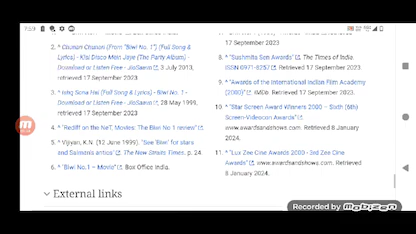 7:59
2. ^ Chunari Chunari (From "Biwi No. 1") (Full Song &
Lyrics) - Kisi Disco Mein Jaye (The Party Album) -
Download or Listen Free - JioSaavn, 3 July 2013,
retrieved 17 September 2023
3. ^ Ishq Sona Hai (Full Song & Lyrics) - Biwi No. 1 -
Download or Listen Free - JioSaavn, 28 May 1999,
retrieved 17 September 2023
4. ^ "Rediff on the NeT, Movies: The Biwi No 1 review"
5. ^ Vijiyan, K.N. (12 June 1999). "See 'Biwi' for stars
and Salman's antics". The New Straits Times. p. 24.
6. ^ "Biwi No.1 – Movie". Box Office India.
17 September 2023
8. ^ "Sushmita Sen Awards". The Times of India.
ISSN 0971-8257. Retrieved 17 September 2023.
9. ^ "Awards of the International Indian Film Academy
(2000)". IMDb. Retrieved 17 September 2023.
10. ^ "Star Screen Award Winners 2000 – Sixth (6th)
Screen-Videocon Awards".
www.awardsandshows.com. Retrieved 8 January
2024.
11. ^ "Lux Zee Cine Awards 2000 - 3rd Zee Cine
Awards". www.awardsandshows.com. Retrieved
8 January 2024.
External links
Recorded by Mobizen